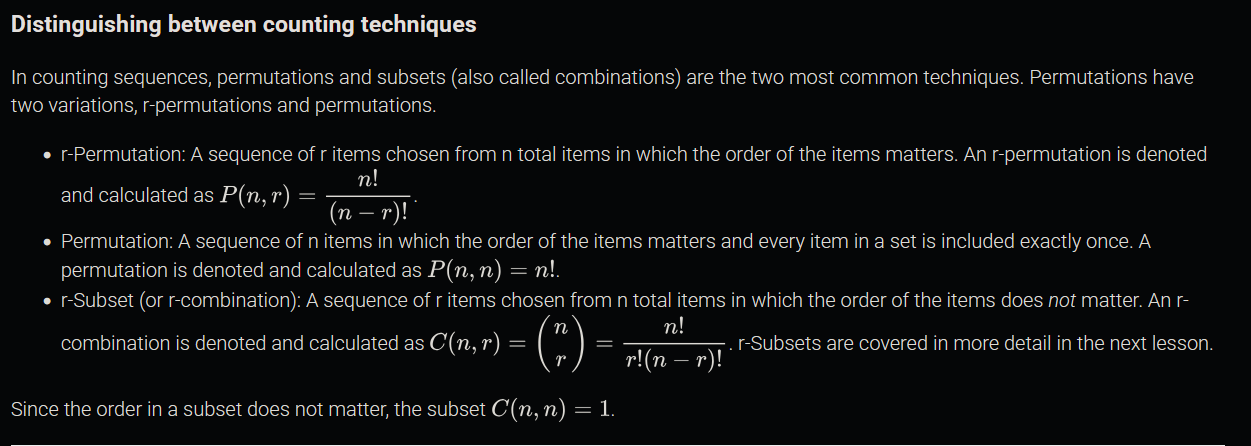 Distinguishing between counting techniques
In counting sequences, permutations and subsets (also called combinations) are the two most common techniques. Permutations have
two variations, r-permutations and permutations.
• r-Permutation: A sequence of r items chosen from n total items in which the order of the items matters. An r-permutation is denoted
and calculated as P(n, r) = n! / (n − r)! .
• Permutation: A sequence of n items in which the order of the items matters and every item in a set is included exactly once. A
permutation is denoted and calculated as P(n, n) = n!.
• r-Subset (or r-combination): A sequence of r items chosen from n total items in which the order of the items does not matter. An r-
combination is denoted and calculated as C(n, r) = (n r) = n! / r!(n − r)! . r-Subsets are covered in more detail in the next lesson.
Since the order in a subset does not matter, the subset C(n, n) = 1.